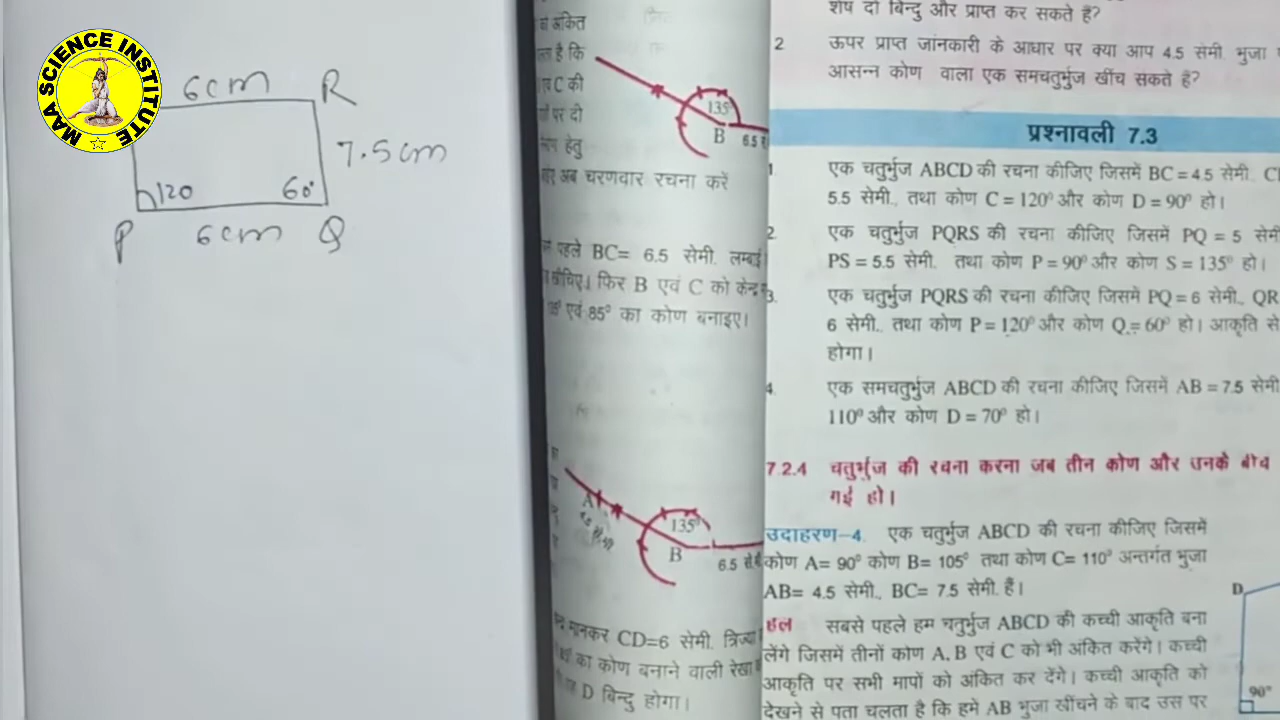 MAA SCIENCE INSTITUTE
6cm R
7.5cm
120 60°
P 6cm Q
अंकित
है कि
C की
पर दी
हेतु
अब चरणवार रचना करें
135°
B 6.5
पहले BC= 6.5 सेमी. लम्बाई
खींचिए। फिर B एवं C को केन्द्र
एवं 85° का कोण बनाइए।
A
135°
B 6.5 से.
मानकर CD=6 सेमी. त्रिज्या
का कोण बनाने वाली रेखा
D बिन्दु होगा।
शेष दो बिन्दु और प्राप्त कर सकते हैं?
2 ऊपर प्राप्त जानकारी के आधार पर क्या आप 4.5 सेमी. भुजा
आसन्न कोण वाला एक समचतुर्भुज खींच सकते हैं?
प्रश्नावली 7.3
1 एक चतुर्भुज ABCD की रचना कीजिए जिसमें BC = 4.5 सेमी.
5.5 सेमी., तथा कोण C = 120° और कोण D = 90° हो।
2. एक चतुर्भुज PQRS की रचना कीजिए जिसमें PQ = 5 सेमी
PS = 5.5 सेमी. तथा कोण P = 90° और कोण S = 135° हो।
3. एक चतुर्भुज PQRS की रचना कीजिए जिसमें PQ = 6 सेमी., QR
6 सेमी., तथा कोण P = 120° और कोण Q = 60° हो। आकृति से
होगा।
4. एक समचतुर्भुज ABCD की रचना कीजिए जिसमें AB = 7.5 सेमी
110° और कोण D = 70° हो।
7.2.4 चतुर्भुज की रचना करना जब तीन कोण और उनके बीच
गई हो।
उदाहरण–4. एक चतुर्भुज ABCD की रचना कीजिए जिसमें
कोण A= 90° कोण B= 105° तथा कोण C= 110° अन्तर्गत भुजा
AB= 4.5 सेमी., BC= 7.5 सेमी. हैं।
हल सबसे पहले हम चतुर्भुज ABCD की कच्ची आकृति बना
लेंगे जिसमें तीनों कोण A, B एवं C को भी अंकित करेंगे। कच्ची
आकृति पर सभी मापों को अंकित कर देंगे। कच्ची आकृति को
देखने से पता चलता है कि हमें AB भुजा खींचने के बाद उस पर
D
90°